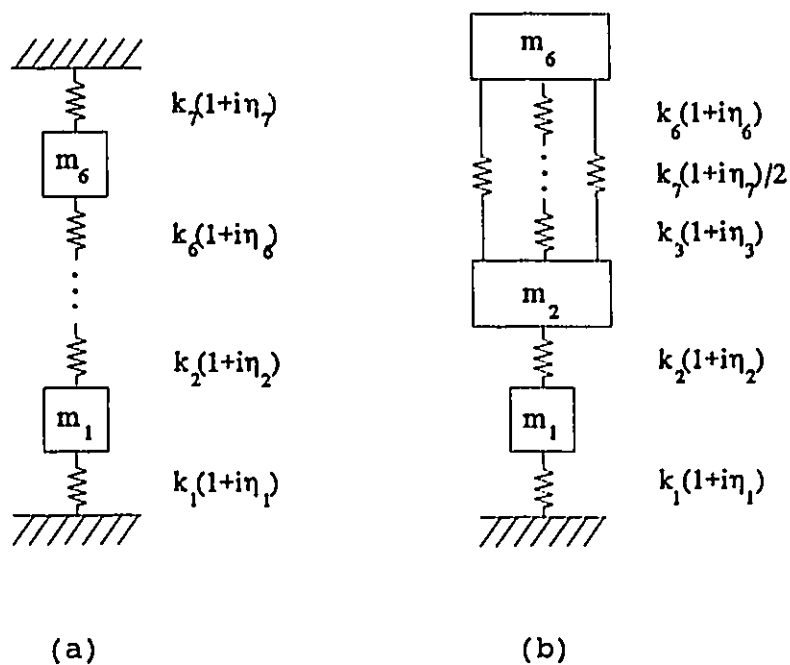 k₇(1+iη₇)
m₆
k₆(1+iη₆)
k₂(1+iη₂)
m₁
k₁(1+iη₁)
(a)
m₆
k₆(1+iη₆)
k₇(1+iη₇)/2
k₃(1+iη₃)
m₂
k₂(1+iη₂)
m₁
k₁(1+iη₁)
(b)